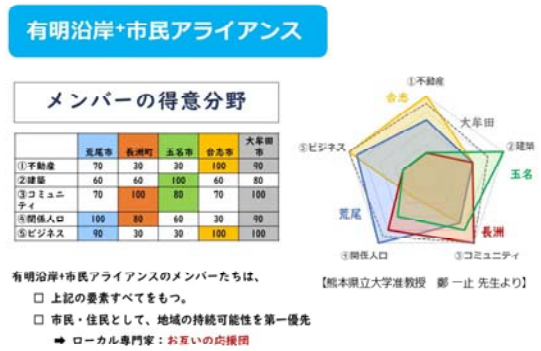 有明沿岸+市民アライアンス
メンバーの得意分野
荒尾市 長洲町 玉名市 合志市 大牟田市
①不動産 70 30 30 100 90
②建築 60 60 100 60 80
③コミュニティ 70 100 80 70 100
④関係人口 100 80 60 30 90
⑤ビジネス 90 30 30 100 100
①不動産
合志
大牟田
⑤ビジネス
②建築
玉名
荒尾
長洲
④関係人口
③コミュニティ
【熊本県立大学准教授 鄭 一止 先生より】
有明沿岸+市民アライアンスのメンバーたちは、
□ 上記の要素すべてをもつ。
□ 市民・住民として、地域の持続可能性を第一優先
➡ ローカル専門家：お互いの応援団